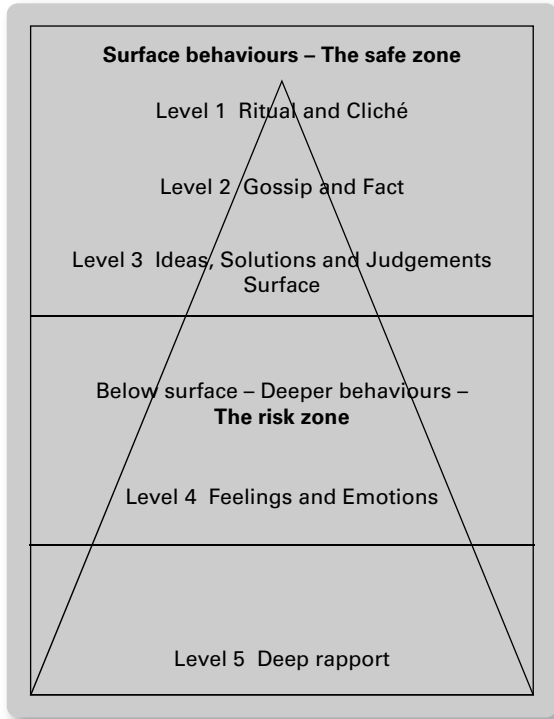 Surface behaviours – The safe zone
Level 1 Ritual and Cliché
Level 2 Gossip and Fact
Level 3 Ideas, Solutions and Judgements
Surface
Below surface – Deeper behaviours –
The risk zone
Level 4 Feelings and Emotions
Level 5 Deep rapport